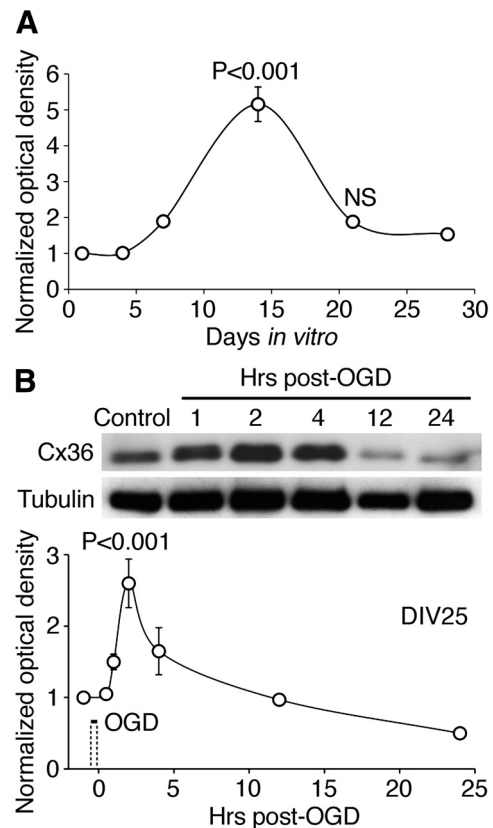 A
P<0.001
Normalized optical density
6
5
4
3
2
1
0
NS
0 5 10 15 20 25 30
Days in vitro
B
Hrs post-OGD
Control 1 2 4 12 24
Cx36
Tubulin
P<0.001
Normalized optical density
3
2
1
0
DIV25
OGD
0 5 10 15 20 25
Hrs post-OGD